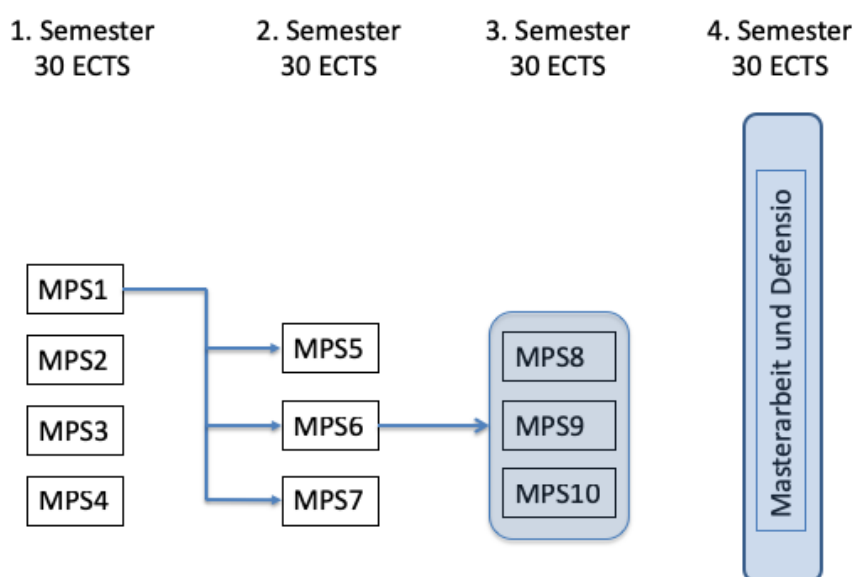 1. Semester
30 ECTS
2. Semester
30 ECTS
3. Semester
30 ECTS
4. Semester
30 ECTS
MPS1
MPS2
MPS3
MPS4
MPS5
MPS6
MPS7
MPS8
MPS9
MPS10
Masterarbeit und Defensio